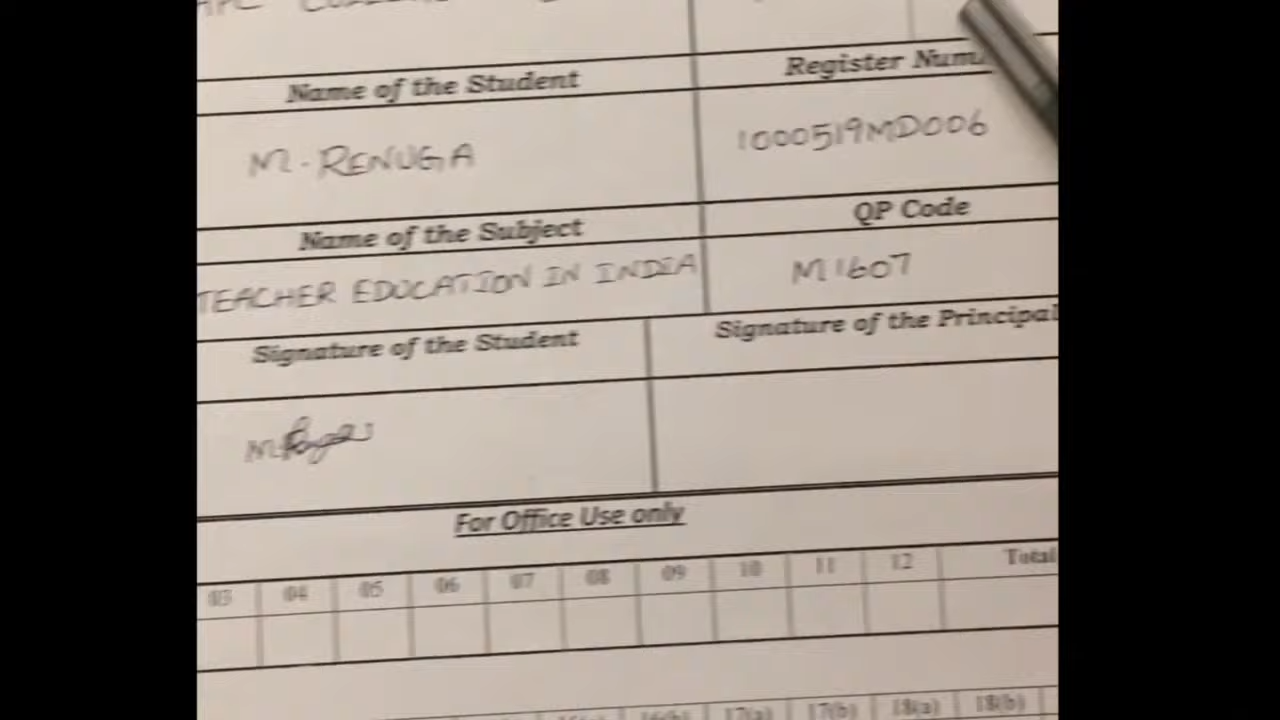 Name of the Student
Register Num
M. RENUGA
1000519MD006
Name of the Subject
QP Code
TEACHER EDUCATION IN INDIA
M1607
Signature of the Student
Signature of the Principal
For Office Use only
03 04 05 06 07 08 09 10 11 12 Total
16(b) 17(a) 17(b) 18(a) 18(b)